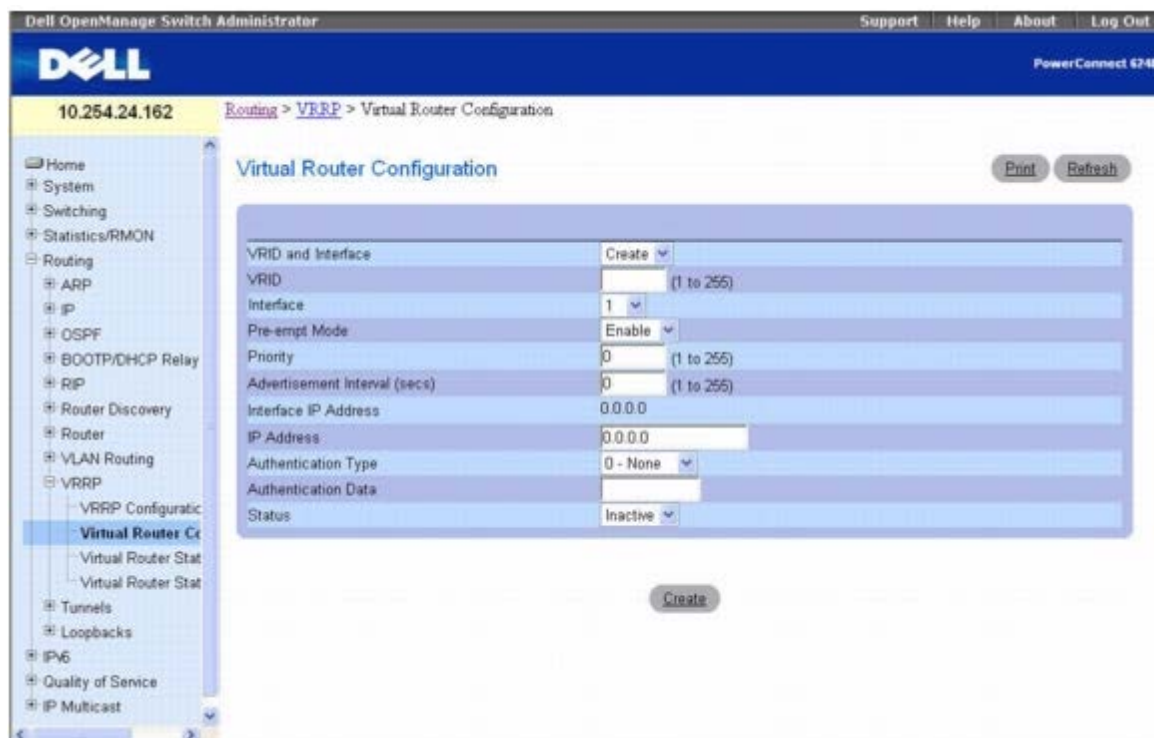 Dell OpenManage Switch Administrator
Support Help About Log Out
DELL
PowerConnect 624
10.254.24.162
Routing > VRRP > Virtual Router Configuration
Home
System
Switching
Statistics/RMON
Routing
ARP
IP
OSPF
BOOTP/DHCP Relay
RIP
Router Discovery
Router
VLAN Routing
VRRP
VRRP Configuratic
Virtual Router Cc
Virtual Router Stat
Virtual Router Stat
Tunnels
Loopbacks
IPv6
Quality of Service
IP Multicast
Virtual Router Configuration
Print Refresh
VRID and Interface Create
VRID (1 to 255)
Interface 1
Pre-empt Mode Enable
Priority 0 (1 to 255)
Advertisement Interval (secs) 0 (1 to 255)
Interface IP Address 0.0.0.0
IP Address 0.0.0.0
Authentication Type 0 - None
Authentication Data
Status Inactive
Create